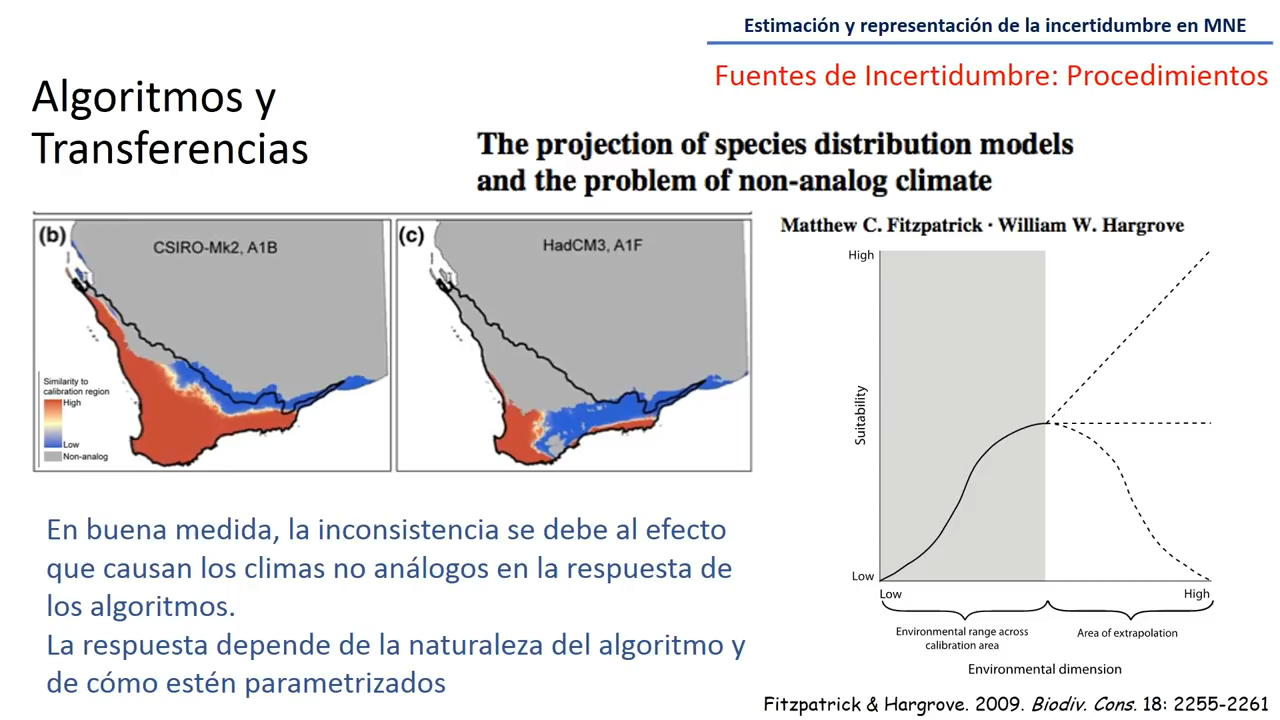 Estimación y representación de la incertidumbre en MNE
Fuentes de Incertidumbre: Procedimientos
Algoritmos y
Transferencias
The projection of species distribution models
and the problem of non-analog climate
Matthew C. Fitzpatrick · William W. Hargrove
(b)
CSIRO-Mk2, A1B
Similarity to
calibration region
High
Low
Non-analog
(c)
HadCM3, A1F
High
Suitability
Low
Low
High
Environmental range across
calibration area
Area of extrapolation
Environmental dimension
En buena medida, la inconsistencia se debe al efecto
que causan los climas no análogos en la respuesta de
los algoritmos.
La respuesta depende de la naturaleza del algoritmo y
de cómo estén parametrizados
Fitzpatrick & Hargrove. 2009. Biodiv. Cons. 18: 2255-2261